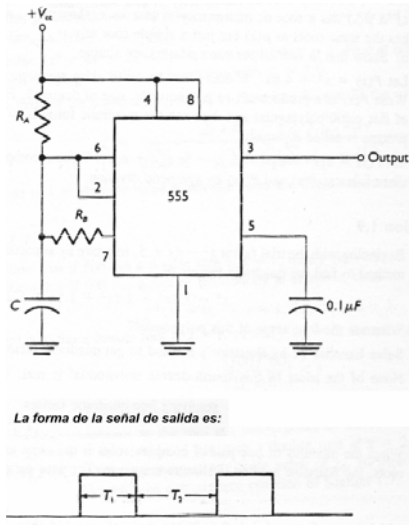 +Vcc
4 8
RA
6 3 Output
2
555
RB
5
7
1
C 0.1μF
La forma de la señal de salida es:
T1 T2